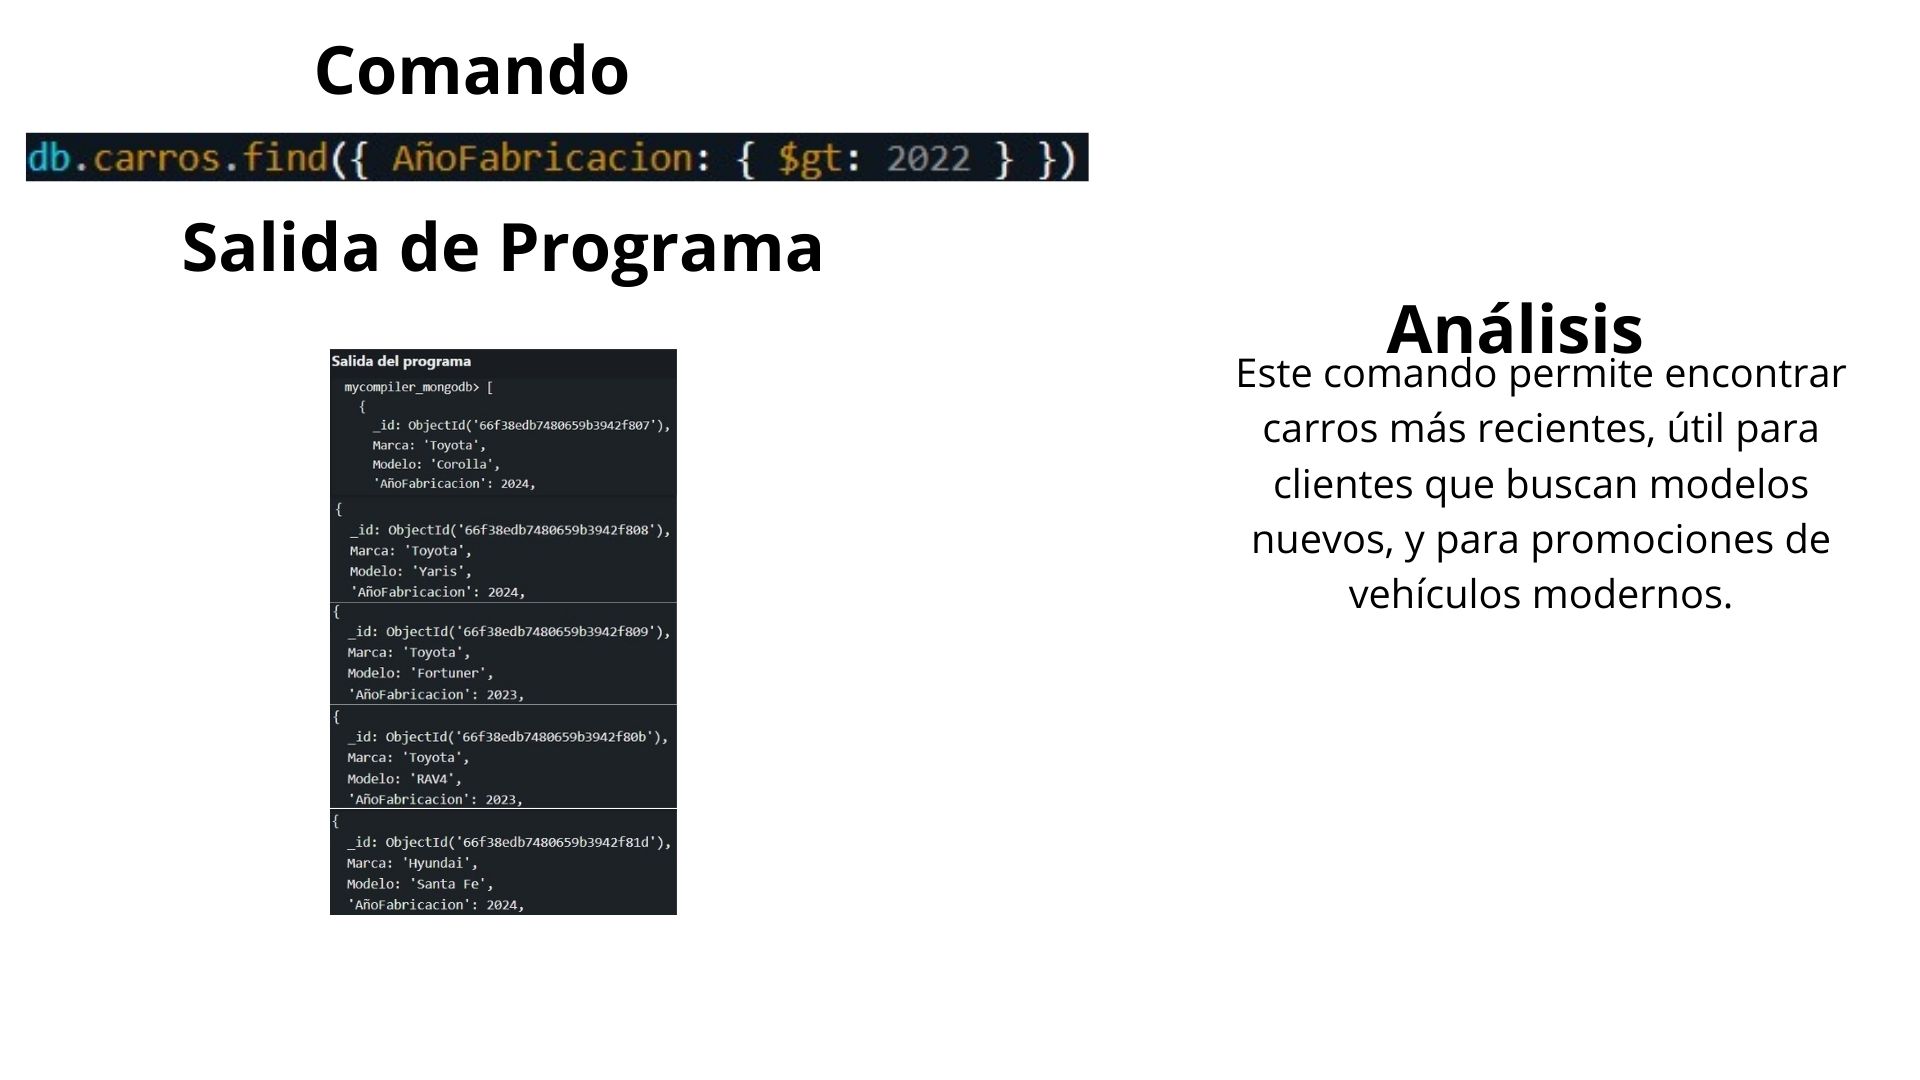 Comando
db.carros.find({ AñoFabricacion: { $gt: 2022 } })
Salida de Programa
Salida del programa
mycompiler_mongodb> [
{
_id: ObjectId('66f38edb7480659b3942f807'),
Marca: 'Toyota',
Modelo: 'Corolla',
'AñoFabricacion': 2024,
{
_id: ObjectId('66f38edb7480659b3942f808'),
Marca: 'Toyota',
Modelo: 'Yaris',
'AñoFabricacion': 2024,
{
_id: ObjectId('66f38edb7480659b3942f809'),
Marca: 'Toyota',
Modelo: 'Fortuner',
'AñoFabricacion': 2023,
{
_id: ObjectId('66f38edb7480659b3942f80b'),
Marca: 'Toyota',
Modelo: 'RAV4',
'AñoFabricacion': 2023,
{
_id: ObjectId('66f38edb7480659b3942f81d'),
Marca: 'Hyundai',
Modelo: 'Santa Fe',
'AñoFabricacion': 2024,
Análisis
Este comando permite encontrar
carros más recientes, útil para
clientes que buscan modelos
nuevos, y para promociones de
vehículos modernos.